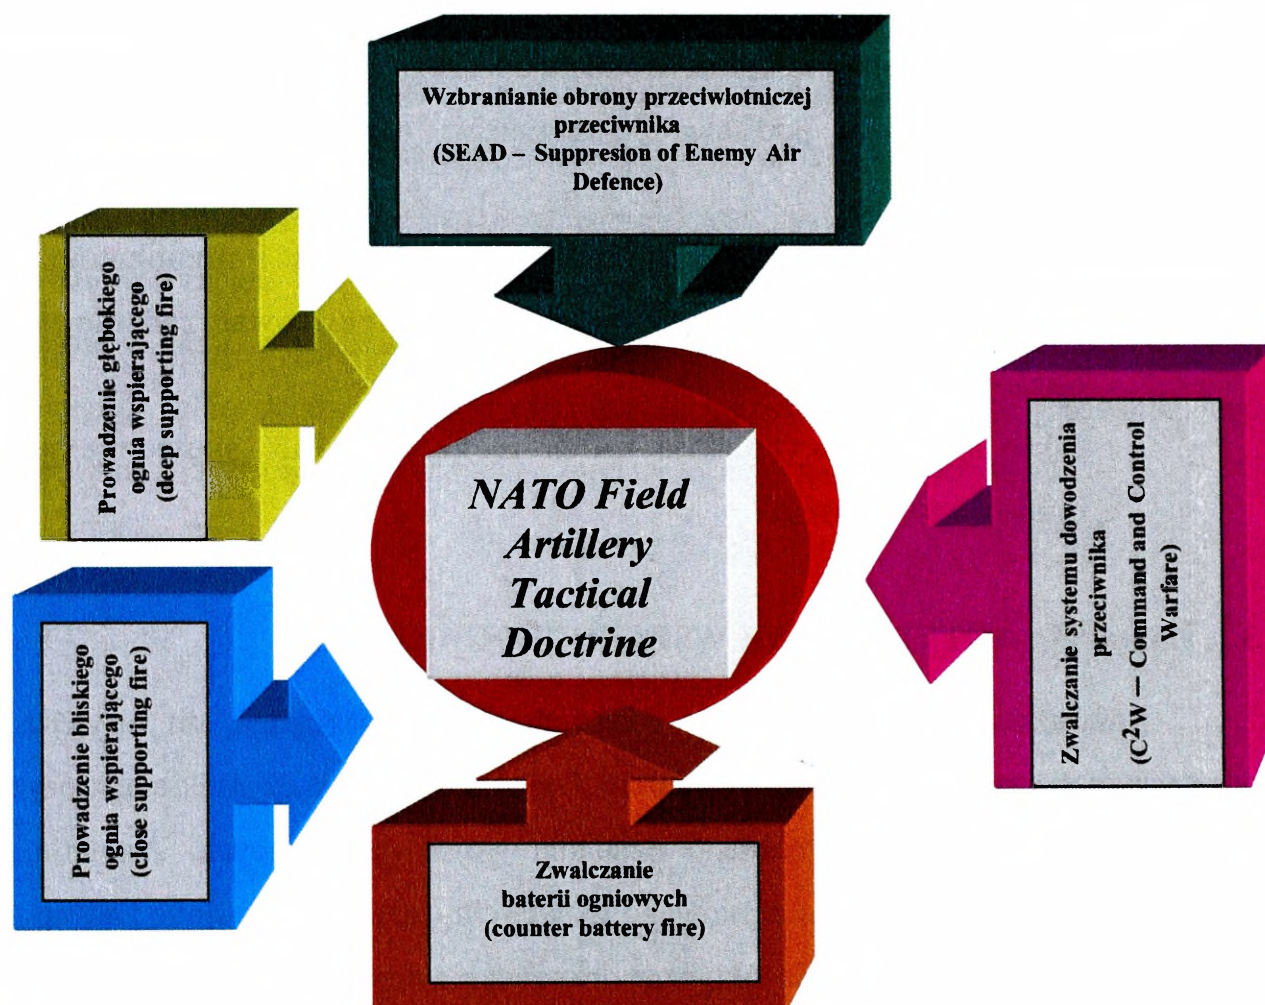 Wzbranianie obrony przeciwlotniczej
przeciwnika
(SEAD – Suppresion of Enemy Air
Defence)
Prowadzenie głębokiego
ognia wspierającego
(deep supporting fire)
NATO Field
Artillery
Tactical
Doctrine
Zwalczanie systemu dowodzenia
przeciwnika
(C²W — Command and Control
Warfare)
Prowadzenie bliskiego
ognia wspierającego
(close supporting fire)
Zwalczanie
baterii ogniowych
(counter battery fire)